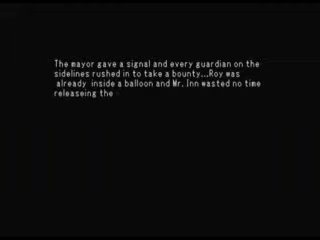 The mayor gave a signal and every guardian on the
sidelines rushed in to take a bounty...Roy was
already inside a balloon and Mr. Inn wasted no time
releaseing the